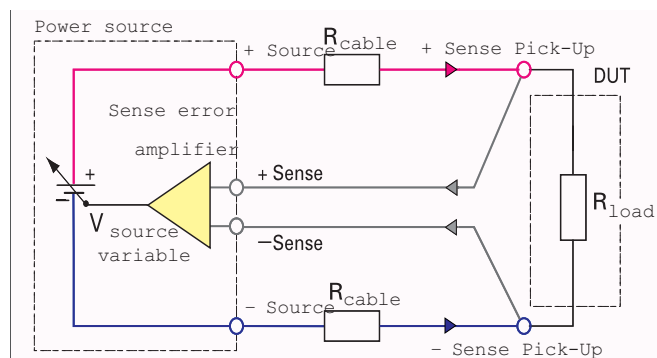 Power source
+ Source
Rcable
+ Sense Pick-Up
DUT
Sense error
amplifier
+ Sense
+
−
V
source
variable
Rload
−Sense
− Source
Rcable
− Sense Pick-Up